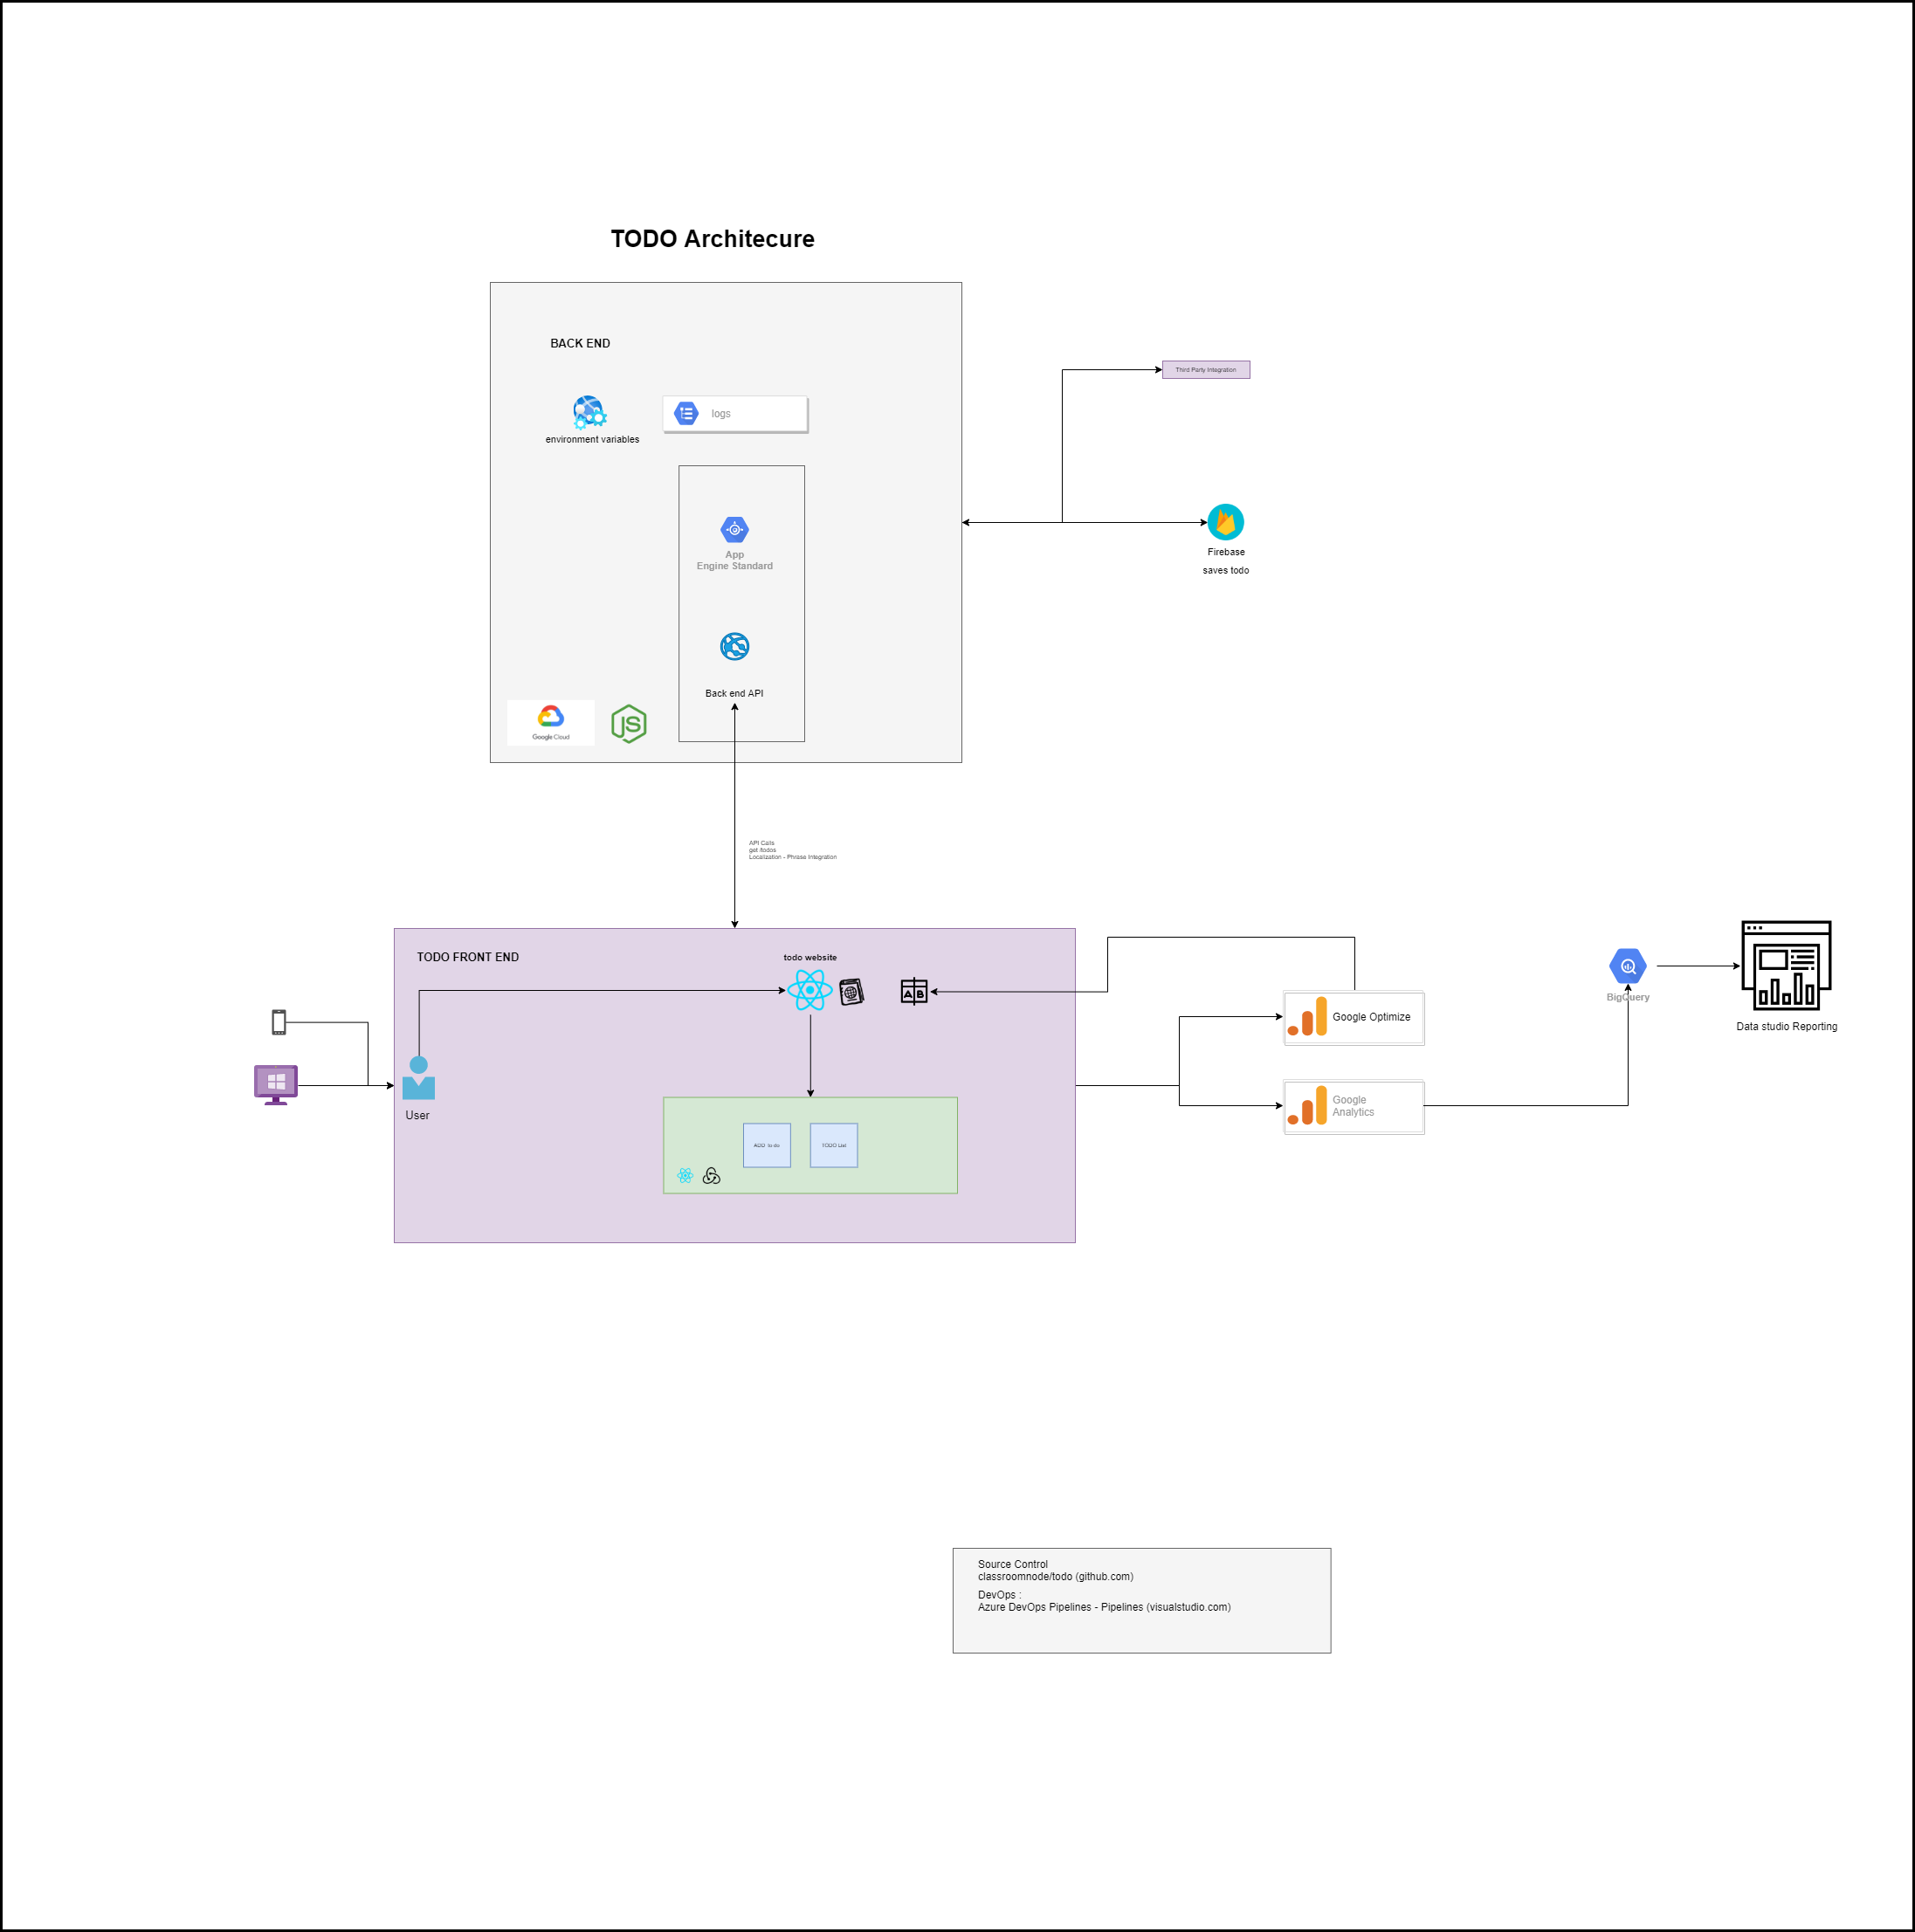 TODO Architecure
BACK END
environment variables
logs
Third Party Integration
App
Engine Standard
Firebase
saves todo
Back end API
Google Cloud
JS
API Calls
get /todos
Localization - Phrase Integration
TODO FRONT END
todo website
A B
User
ADD to do
TODO List
Google Optimize
Google
Analytics
BigQuery
Data studio Reporting
Source Control
classroomnode/todo (github.com)
DevOps :
Azure DevOps Pipelines - Pipelines (visualstudio.com)